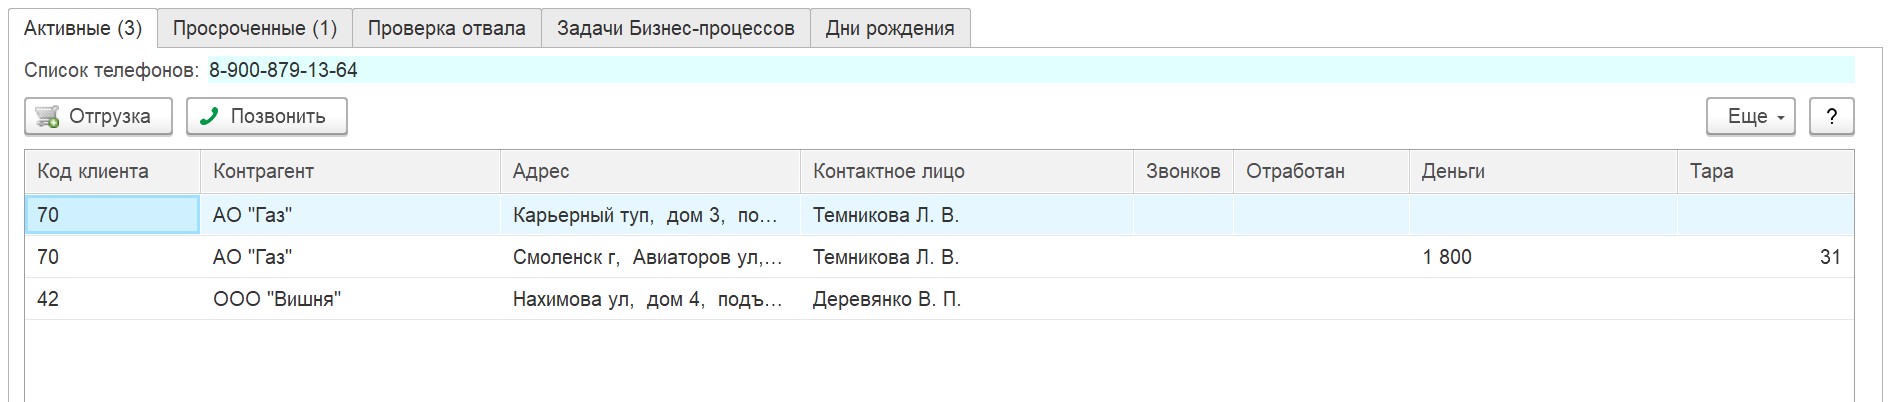 Активные (3) Просроченные (1) Проверка отвала Задачи Бизнес-процессов Дни рождения
Список телефонов: 8-900-879-13-64
Отгрузка Позвонить Еще ?
Код клиента Контрагент Адрес Контактное лицо Звонков Отработан Деньги Тара
70 АО "Газ" Карьерный туп, дом 3, по... Темникова Л. В.
70 АО "Газ" Смоленск г, Авиаторов ул,... Темникова Л. В. 1 800 31
42 ООО "Вишня" Нахимова ул, дом 4, подъ... Деревянко В. П.